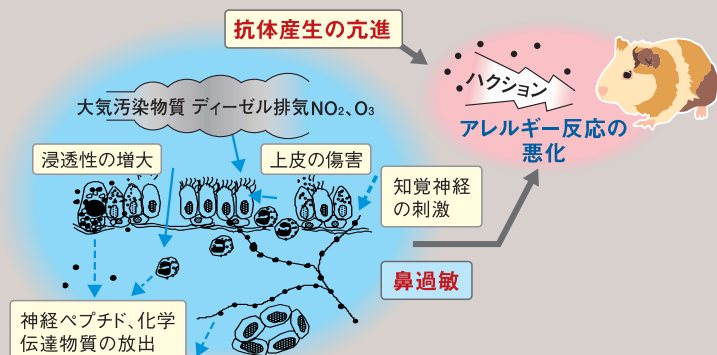 抗体産生の亢進
ハクション
大気汚染物質 ディーゼル排気NO₂、O₃
アレルギー反応の
悪化
浸透性の増大
上皮の傷害
知覚神経
の刺激
鼻過敏
神経ペプチド、化学
伝達物質の放出